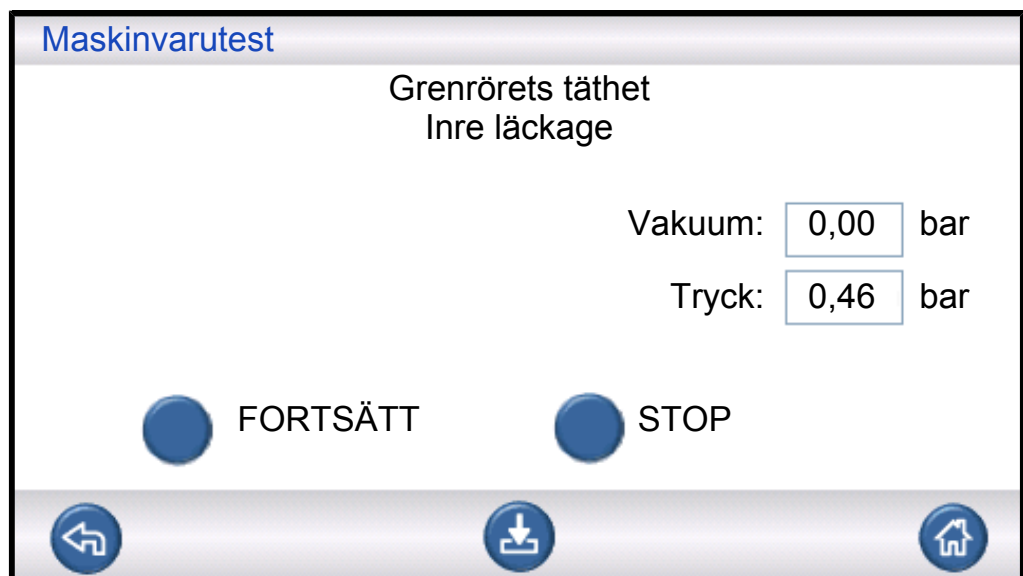 Maskinvarutest
Grenrörets täthet
Inre läckage
Vakuum: 0,00 bar
Tryck: 0,46 bar
FORTSÄTT STOP